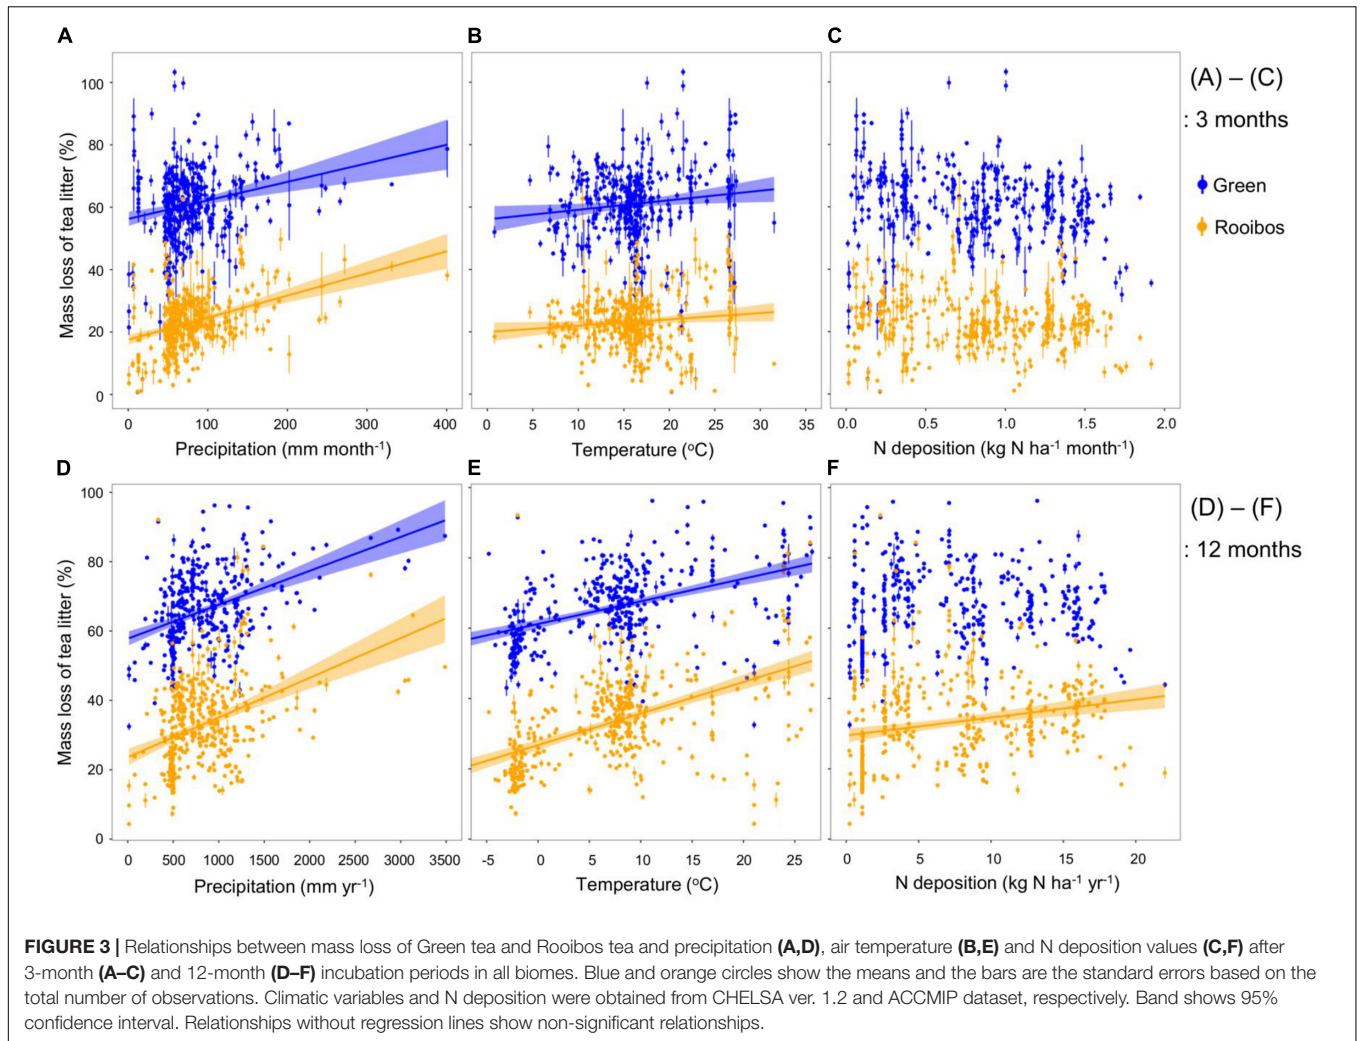 A
B
C
100
80
60
40
20
0
Mass loss of tea litter (%)
0 100 200 300 400
Precipitation (mm month-1)
0 5 10 15 20 25 30 35
Temperature (oC)
0.0 0.5 1.0 1.5 2.0
N deposition (kg N ha-1 month-1)
(A) – (C)
: 3 months
Green
Rooibos
D
E
F
100
80
60
40
20
0
Mass loss of tea litter (%)
0 500 1000 1500 2000 2500 3000 3500
Precipitation (mm yr-1)
-5 0 5 10 15 20 25
Temperature (oC)
0 5 10 15 20
N deposition (kg N ha-1 yr-1)
(D) – (F)
: 12 months
FIGURE 3 | Relationships between mass loss of Green tea and Rooibos tea and precipitation (A,D), air temperature (B,E) and N deposition values (C,F) after
3-month (A–C) and 12-month (D–F) incubation periods in all biomes. Blue and orange circles show the means and the bars are the standard errors based on the
total number of observations. Climatic variables and N deposition were obtained from CHELSA ver. 1.2 and ACCMIP dataset, respectively. Band shows 95%
confidence interval. Relationships without regression lines show non-significant relationships.